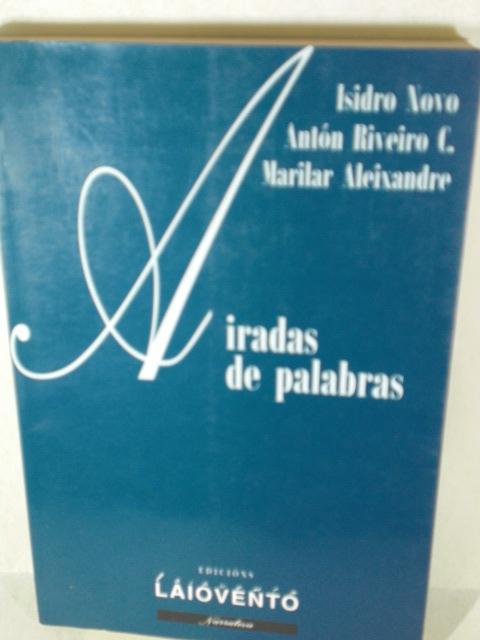 Isidro Novo
Antón Riveiro C.
Marilar Aleixandre
Airadas
de palabras
EDICIÓNS
LAIOVENTO
Narrativa